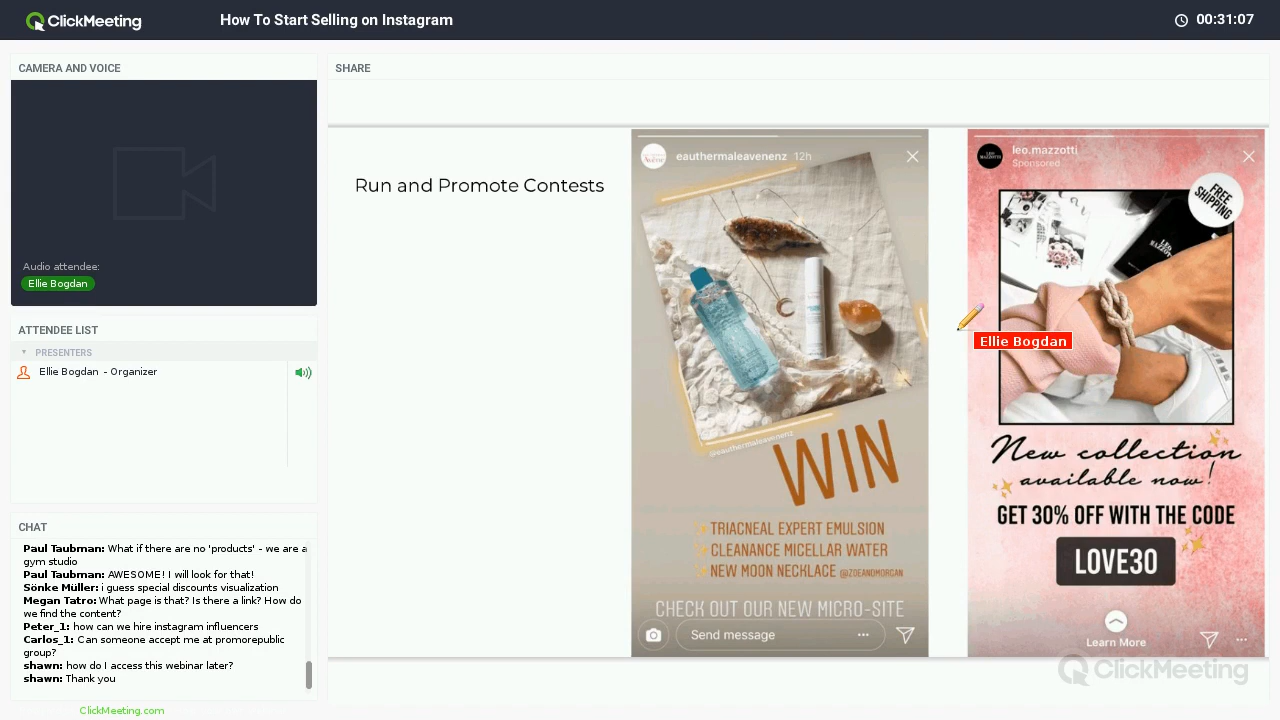 ClickMeeting
How To Start Selling on Instagram
00:31:07
CAMERA AND VOICE
Audio attendee:
Ellie Bogdan
ATTENDEE LIST
PRESENTERS
Ellie Bogdan - Organizer
CHAT
Paul Taubman: What if there are no 'products' - we are a
gym studio
Paul Taubman: AWESOME! I will look for that!
Sönke Müller: i guess special discounts visualization
Megan Tatro: What page is that? Is there a link? How do
we find the content?
Peter_1: how can we hire instagram influencers
Carlos_1: Can someone accept me at promorepublic
group?
shawn: how do I access this webinar later?
shawn: Thank you
ClickMeeting.com
SHARE
Run and Promote Contests
eauthermaleavenenz 12h
@eauthermaleavenenz
WIN
TRIACNEAL EXPERT EMULSION
CLEANANCE MICELLAR WATER
NEW MOON NECKLACE @ZOEANDMORGAN
CHECK OUT OUR NEW MICRO-SITE
Send message
Ellie Bogdan
leo.mazzotti
Sponsored
FREE
SHIPPING
New collection
available now!
GET 30% OFF WITH THE CODE
LOVE30
Learn More
ClickMeeting